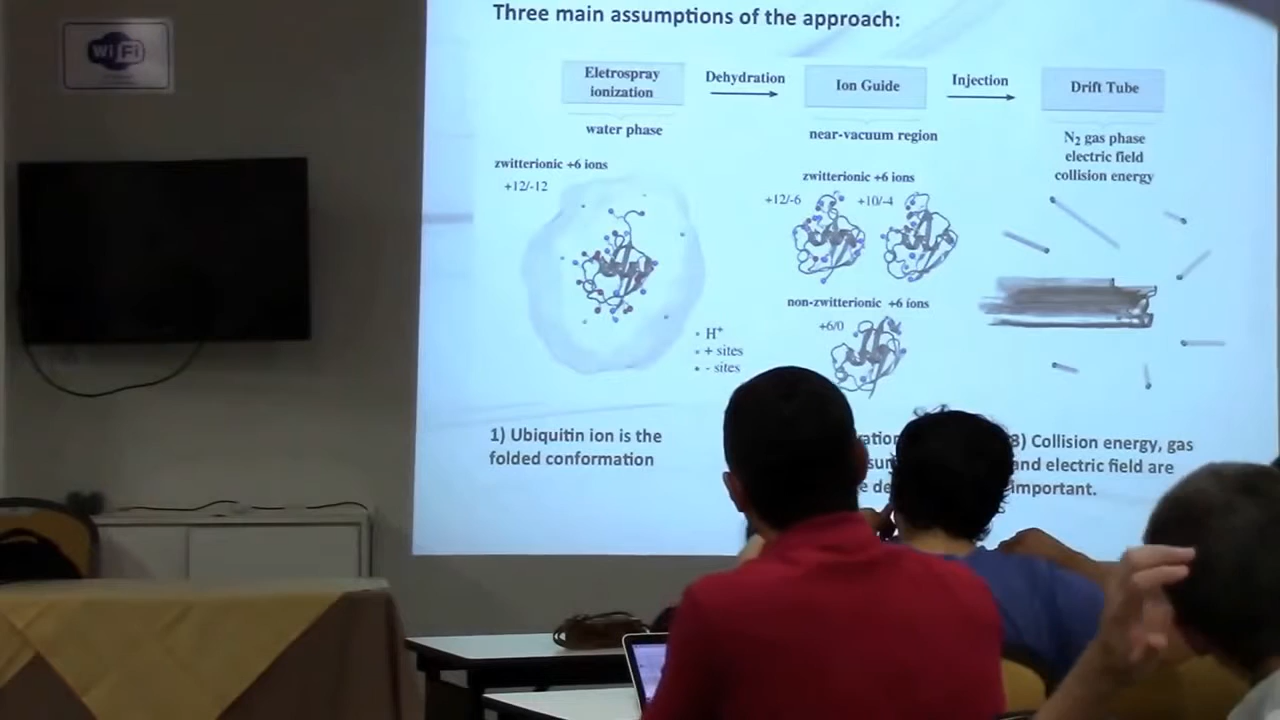 Three main assumptions of the approach:
WiFi
Eletrospray
ionization
Dehydration
Ion Guide
Injection
Drift Tube
water phase
near-vacuum region
N₂ gas phase
electric field
collision energy
zwitterionic +6 ions
+12/-12
zwitterionic +6 ions
+12/-6
+10/-4
non-zwitterionic +6 ions
+6/0
H⁺
+ sites
- sites
1) Ubiquitin ion is the
folded conformation
3) Collision energy, gas
and electric field are
important.